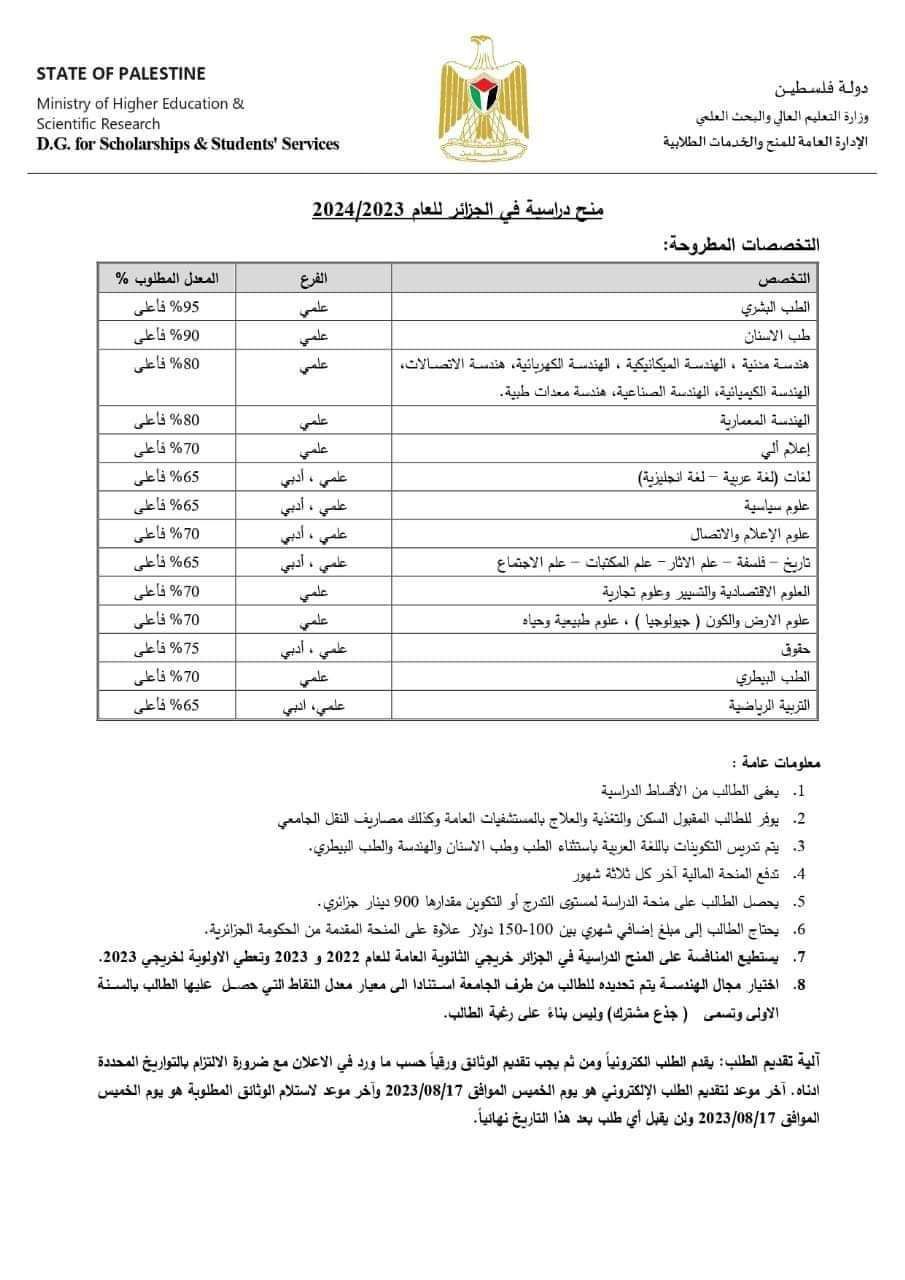 STATE OF PALESTINE
Ministry of Higher Education &
Scientific Research
D.G. for Scholarships & Students' Services
فلسطين
دولة فلسطين
وزارة التعليم العالي والبحث العلمي
الإدارة العامة للمنح والخدمات الطلابية
منح دراسية في الجزائر للعام 2024/2023
التخصصات المطروحة:
التخصص الفرع المعدل المطلوب %
الطب البشري علمي 95% فأعلى
طب الاسنان علمي 90% فأعلى
هندسة مدنية ، الهندسة الميكانيكية ، الهندسة الكهربائية، هندسة الاتصالات، علمي 80% فأعلى
الهندسة الكيميائية، الهندسة الصناعية، هندسة معدات طبية.
الهندسة المعمارية علمي 80% فأعلى
إعلام ألي علمي 70% فأعلى
لغات (لغة عربية – لغة انجليزية) علمي ، أدبي 65% فأعلى
علوم سياسية علمي ، أدبي 65% فأعلى
علوم الإعلام والاتصال علمي ، أدبي 70% فأعلى
تاريخ – فلسفة – علم الاثار – علم المكتبات – علم الاجتماع علمي ، أدبي 65% فأعلى
العلوم الاقتصادية والتسيير وعلوم تجارية علمي 70% فأعلى
علوم الارض والكون ( جيولوجيا ) ، علوم طبيعية وحياه علمي 70% فأعلى
حقوق علمي ، أدبي 75% فأعلى
الطب البيطري علمي 70% فأعلى
التربية الرياضية علمي، ادبي 65% فأعلى
معلومات عامة :
1. يعفى الطالب من الأقساط الدراسية
2. يوفر للطالب المقبول السكن والتغذية والعلاج بالمستشفيات العامة وكذلك مصاريف النقل الجامعي
3. يتم تدريس التكوينات باللغة العربية باستثناء الطب وطب الاسنان والهندسة والطب البيطري.
4. تدفع المنحة المالية آخر كل ثلاثة شهور
5. يحصل الطالب على منحة الدراسة لمستوى التدرج أو التكوين مقدارها 900 دينار جزائري.
6. يحتاج الطالب إلى مبلغ إضافي شهري بين 100-150 دولار علاوة على المنحة المقدمة من الحكومة الجزائرية.
7. يستطيع المنافسة على المنح الدراسية في الجزائر خريجي الثانوية العامة للعام 2022 و 2023 وتعطي الاولوية لخريجي 2023.
8. اختيار مجال الهندسة يتم تحديده للطالب من طرف الجامعة استنادا الى معيار معدل النقاط التي حصل عليها الطالب بالسنة
الاولى وتسمى ( جذع مشترك) وليس بناءً على رغبة الطالب.
آلية تقديم الطلب: يقدم الطلب الكترونياً ومن ثم يجب تقديم الوثائق ورقياً حسب ما ورد في الاعلان مع ضرورة الالتزام بالتواريخ المحددة
ادناه. آخر موعد لتقديم الطلب الإلكتروني هو يوم الخميس الموافق 2023/08/17 وآخر موعد لاستلام الوثائق المطلوبة هو يوم الخميس
الموافق 2023/08/17 ولن يقبل أي طلب بعد هذا التاريخ نهائياً.